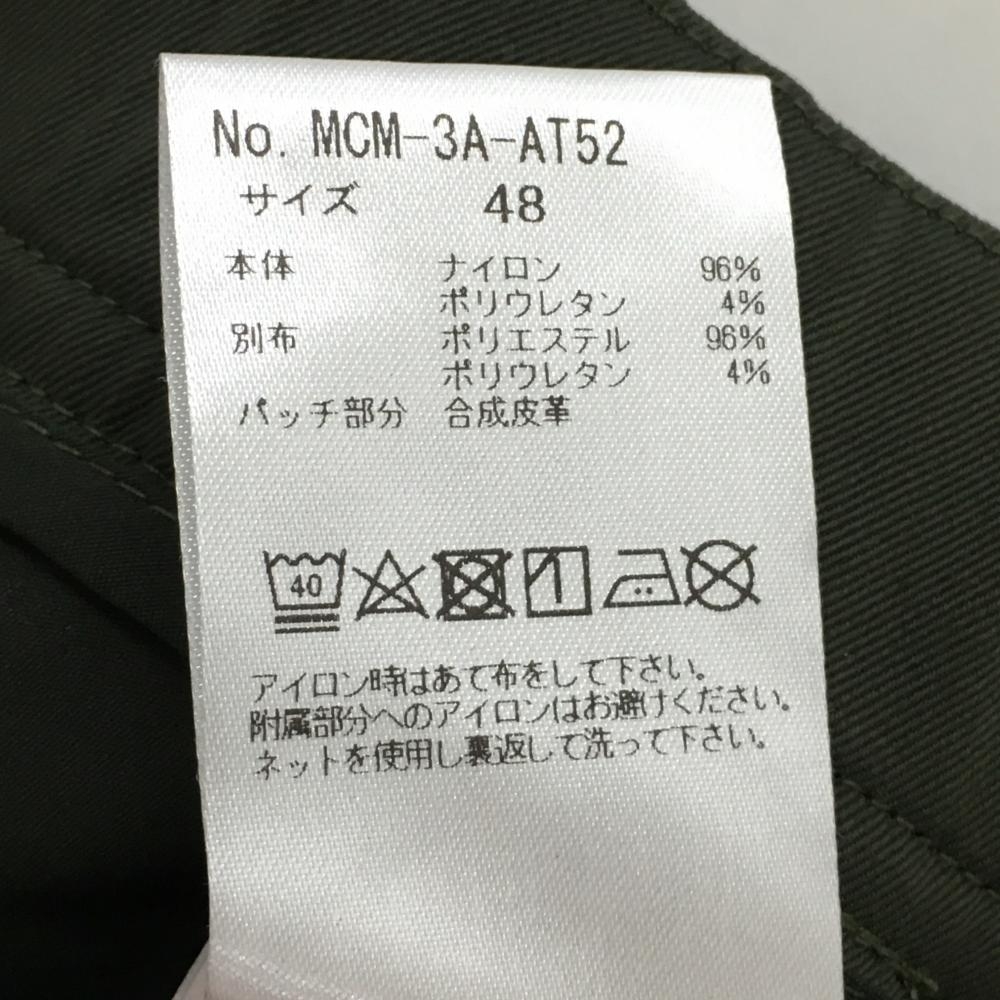 No. MCM-3A-AT52
サイズ 48
本体 ナイロン 96%
ポリウレタン 4%
別布 ポリエステル 96%
ポリウレタン 4%
パッチ部分 合成皮革
40
アイロン時はあて布をして下さい。
附属部分へのアイロンはお避けください。
ネットを使用し裏返して洗って下さい。